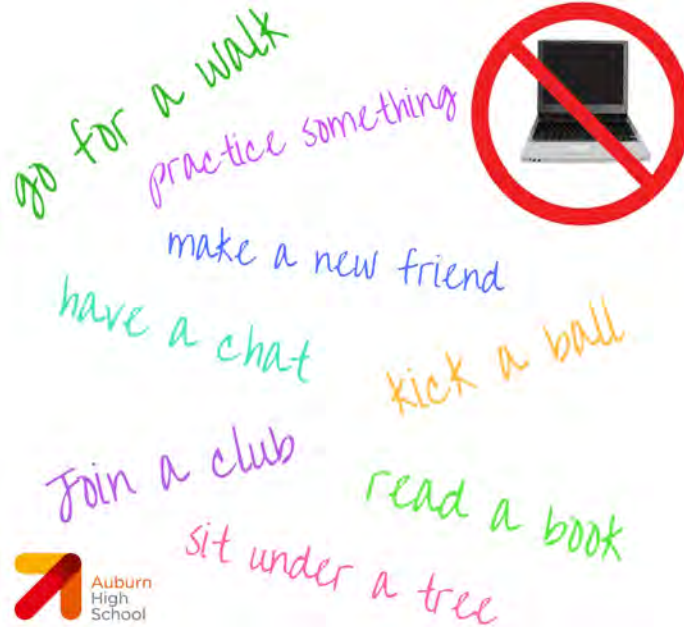 go for a walk
practice something
make a new friend
have a chat
kick a ball
Join a club
read a book
sit under a tree
Auburn
High
School